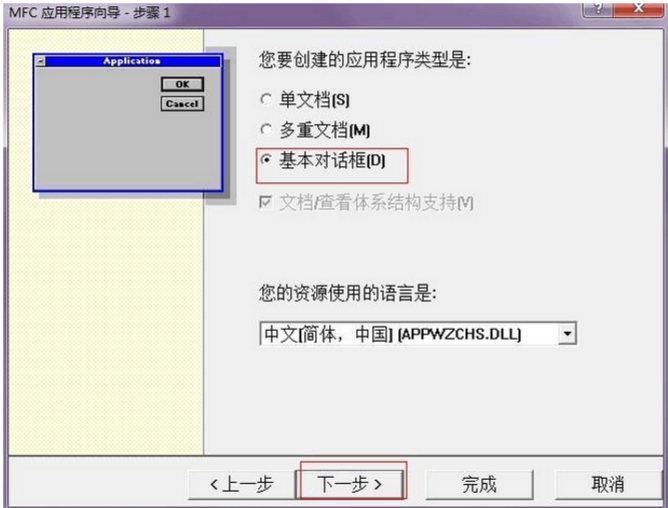 MFC 应用程序向导 - 步骤 1
Application
OK
Cancel
您要创建的应用程序类型是:
单文档(S)
多重文档(M)
基本对话框(D)
文档/查看体系结构支持(V)
您的资源使用的语言是:
中文[简体, 中国] (APPWZCHS.DLL)
<上一步 下一步> 完成 取消